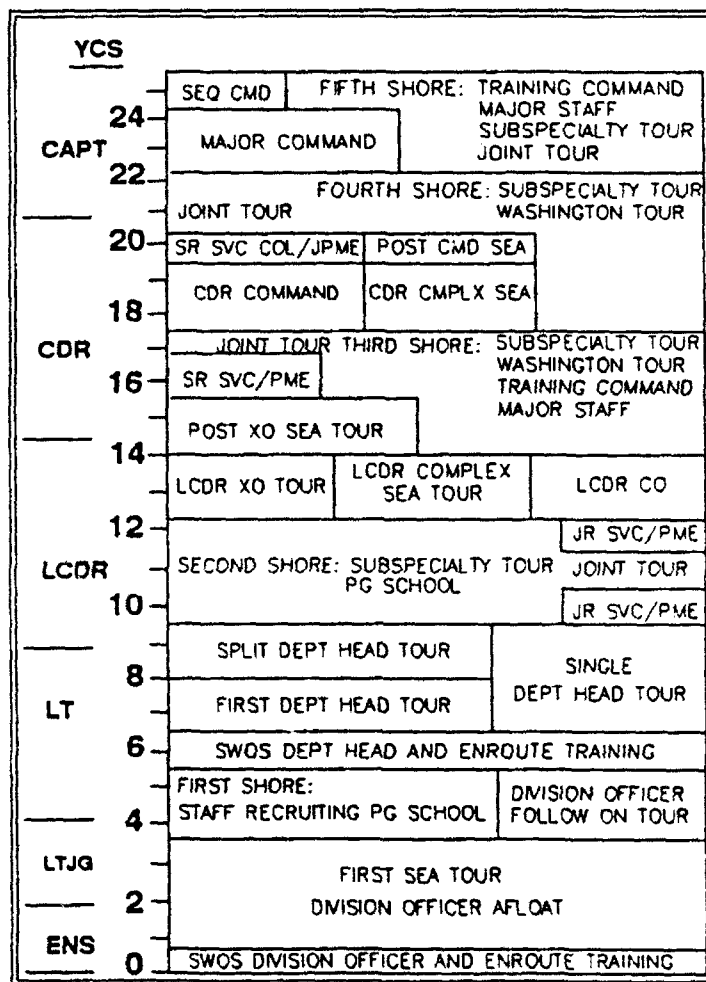 YCS
SEQ CMD
FIFTH SHORE: TRAINING COMMAND
MAJOR STAFF
SUBSPECIALTY TOUR
JOINT TOUR
24
MAJOR COMMAND
CAPT
22
FOURTH SHORE: SUBSPECIALTY TOUR
JOINT TOUR
WASHINGTON TOUR
20
SR SVC COL/JPME
POST CMD SEA
CDR COMMAND
CDR CMPLX SEA
18
CDR
JOINT TOUR THIRD SHORE: SUBSPECIALTY TOUR
WASHINGTON TOUR
TRAINING COMMAND
MAJOR STAFF
16
SR SVC/PME
POST XO SEA TOUR
14
LCDR XO TOUR
LCDR COMPLEX
SEA TOUR
LCDR CO
12
JR SVC/PME
LCDR
SECOND SHORE: SUBSPECIALTY TOUR
PG SCHOOL
JOINT TOUR
10
JR SVC/PME
SPLIT DEPT HEAD TOUR
8
SINGLE
DEPT HEAD TOUR
LT
FIRST DEPT HEAD TOUR
6
SWOS DEPT HEAD AND ENROUTE TRAINING
FIRST SHORE:
STAFF RECRUITING PG SCHOOL
DIVISION OFFICER
FOLLOW ON TOUR
4
LTJG
FIRST SEA TOUR
2
DIVISION OFFICER AFLOAT
ENS
0
SWOS DIVISION OFFICER AND ENROUTE TRAINING